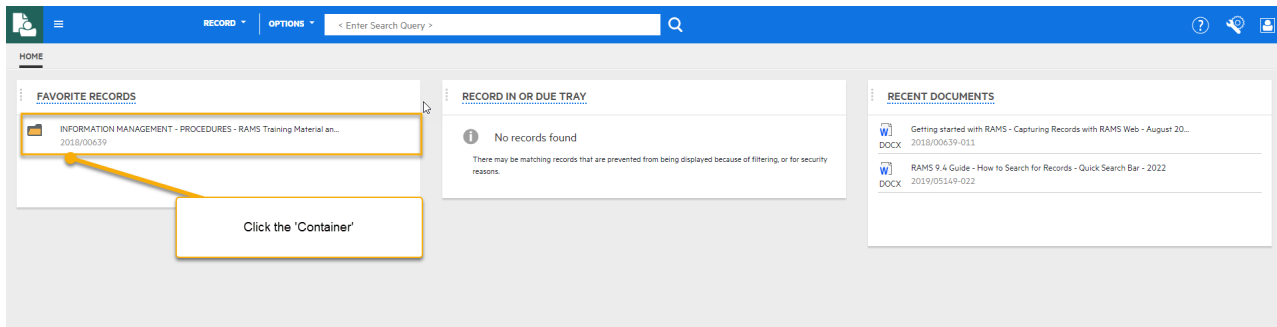 RECORD OPTIONS < Enter Search Query > ?
HOME
FAVORITE RECORDS
INFORMATION MANAGEMENT - PROCEDURES - RAMS Training Material an...
2018/00639
Click the 'Container'
RECORD IN OR DUE TRAY
No records found
There may be matching records that are prevented from being displayed because of filtering, or for security
reasons.
RECENT DOCUMENTS
Getting started with RAMS - Capturing Records with RAMS Web - August 20...
DOCX 2018/00639-011
RAMS 9.4 Guide - How to Search for Records - Quick Search Bar - 2022
DOCX 2019/05149-022